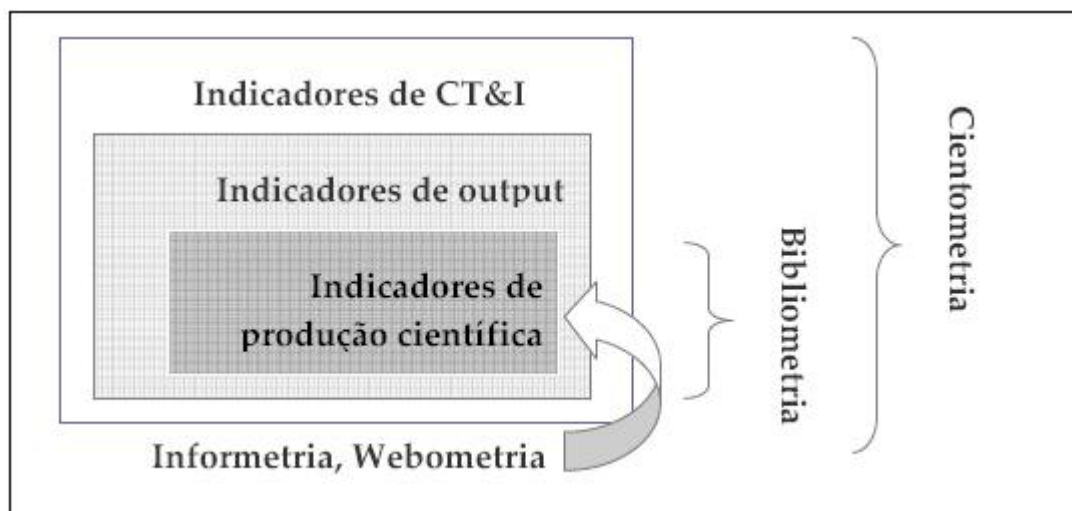 Indicadores de CT&I
Indicadores de output
Indicadores de
produção científica
Informetria, Webometria
Bibliometria
Cientometria